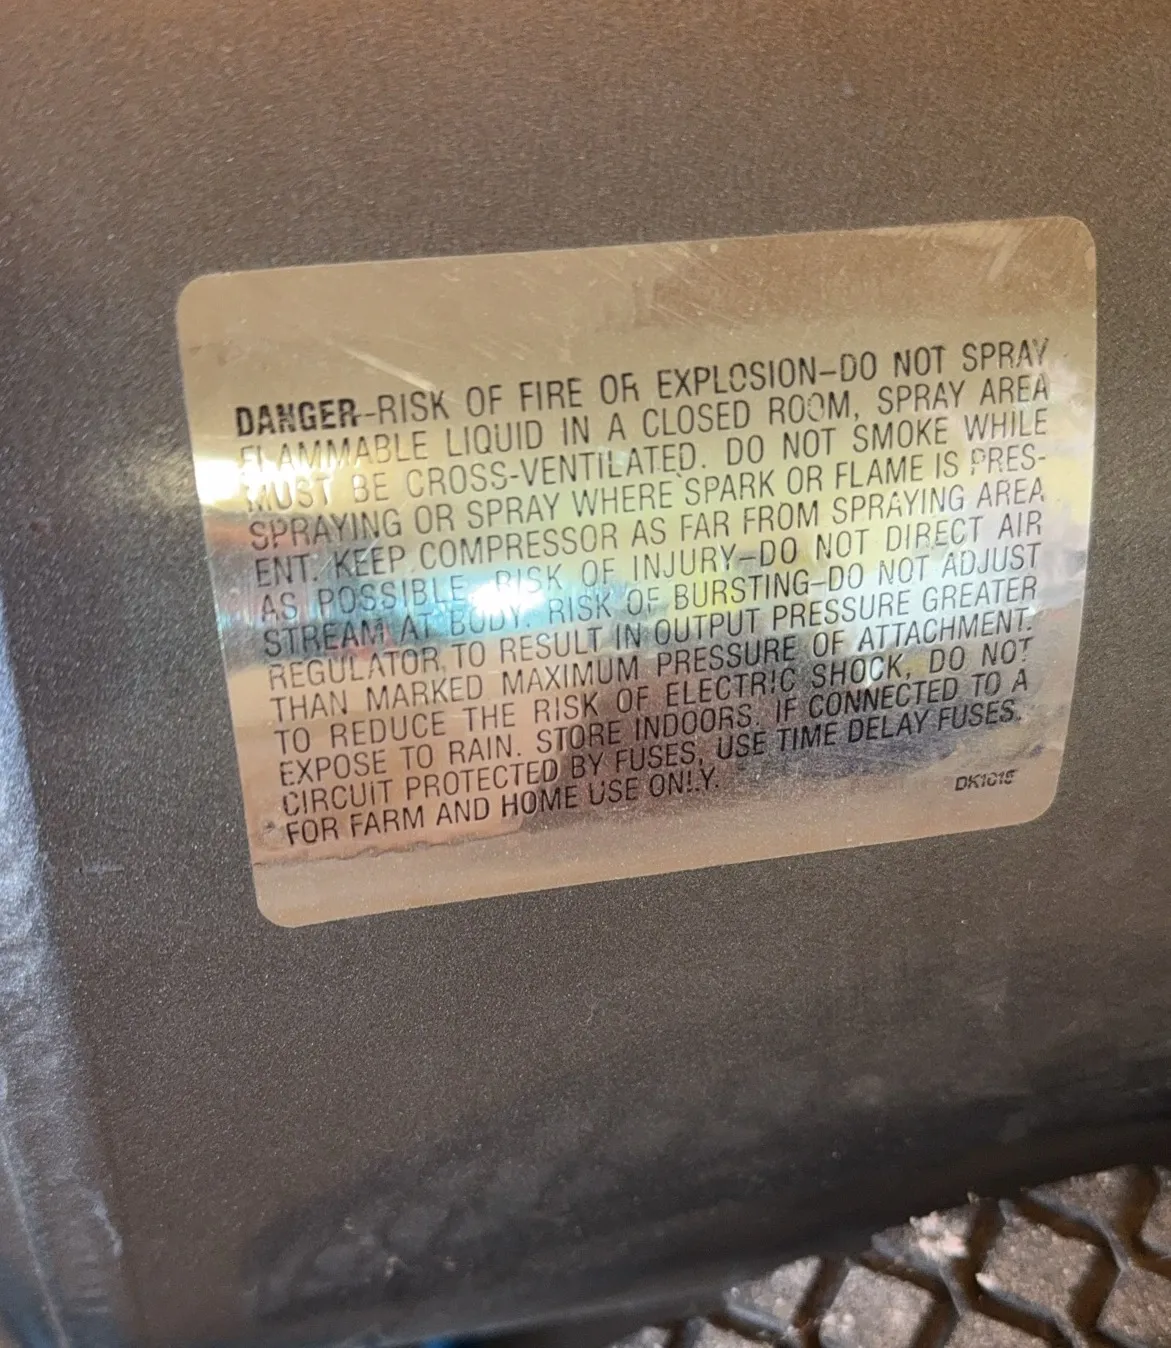 DANGER-RISK OF FIRE OR EXPLOSION-DO NOT SPRAY
FLAMMABLE LIQUID IN A CLOSED ROOM, SPRAY AREA
MUST BE CROSS-VENTILATED. DO NOT SMOKE WHILE
SPRAYING OR SPRAY WHERE SPARK OR FLAME IS PRES-
ENT. KEEP COMPRESSOR AS FAR FROM SPRAYING AREA
AS POSSIBLE. RISK OF INJURY-DO NOT DIRECT AIR
STREAM AT BODY. RISK OF BURSTING-DO NOT ADJUST
REGULATOR TO RESULT IN OUTPUT PRESSURE GREATER
THAN MARKED MAXIMUM PRESSURE OF ATTACHMENT.
TO REDUCE THE RISK OF ELECTRIC SHOCK, DO NOT
EXPOSE TO RAIN. STORE INDOORS. IF CONNECTED TO A
CIRCUIT PROTECTED BY FUSES, USE TIME DELAY FUSES.
FOR FARM AND HOME USE ONLY.